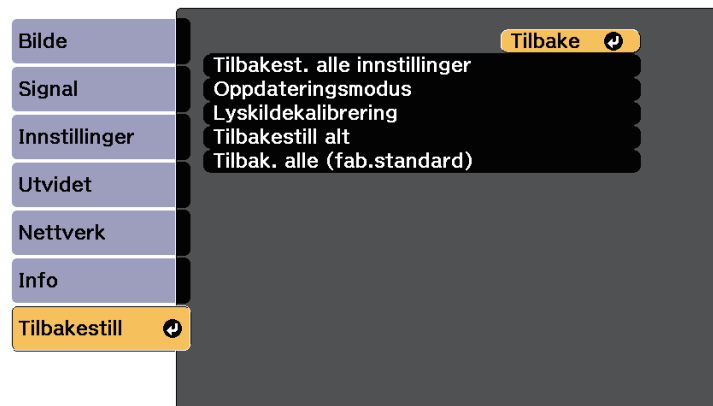 Bilde
Signal
Innstillinger
Utvidet
Nettverk
Info
Tilbakestill
Tilbake
Tilbakest. alle innstillinger
Oppdateringsmodus
Lyskildekalibrering
Tilbakestill alt
Tilbak. alle (fab.standard)